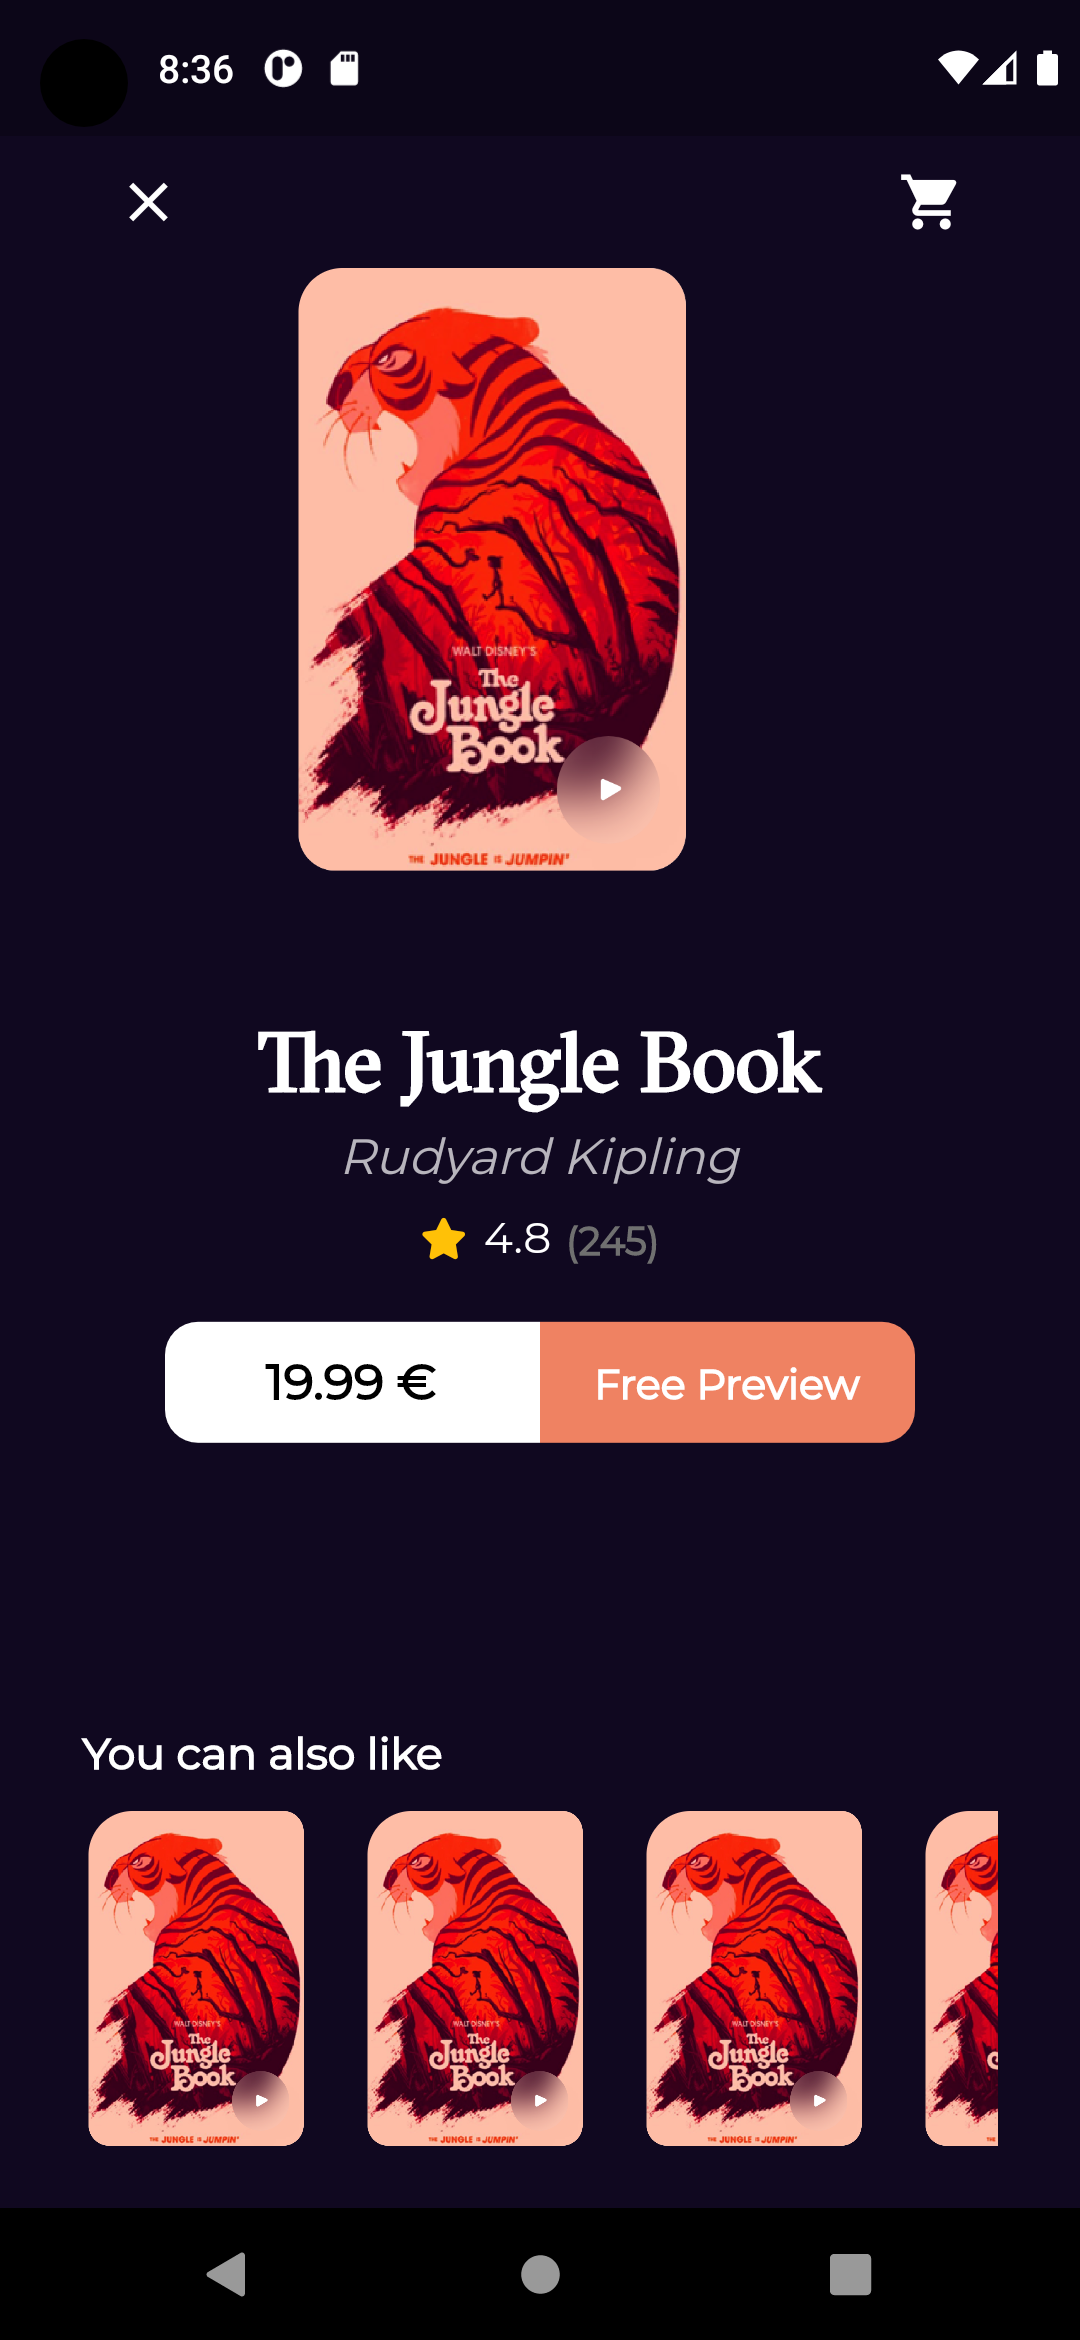 8:36
WALT DISNEY'S
The
Jungle
Book
THE JUNGLE IS JUMPIN'
The Jungle Book
Rudyard Kipling
4.8 (245)
19.99 €
Free Preview
You can also like
WALT DISNEY'S
The
Jungle
Book
THE JUNGLE IS JUMPIN'
WALT DISNEY'S
The
Jungle
Book
THE JUNGLE IS JUMPIN'
WALT DISNEY'S
The
Jungle
Book
THE JUNGLE IS JUMPIN'